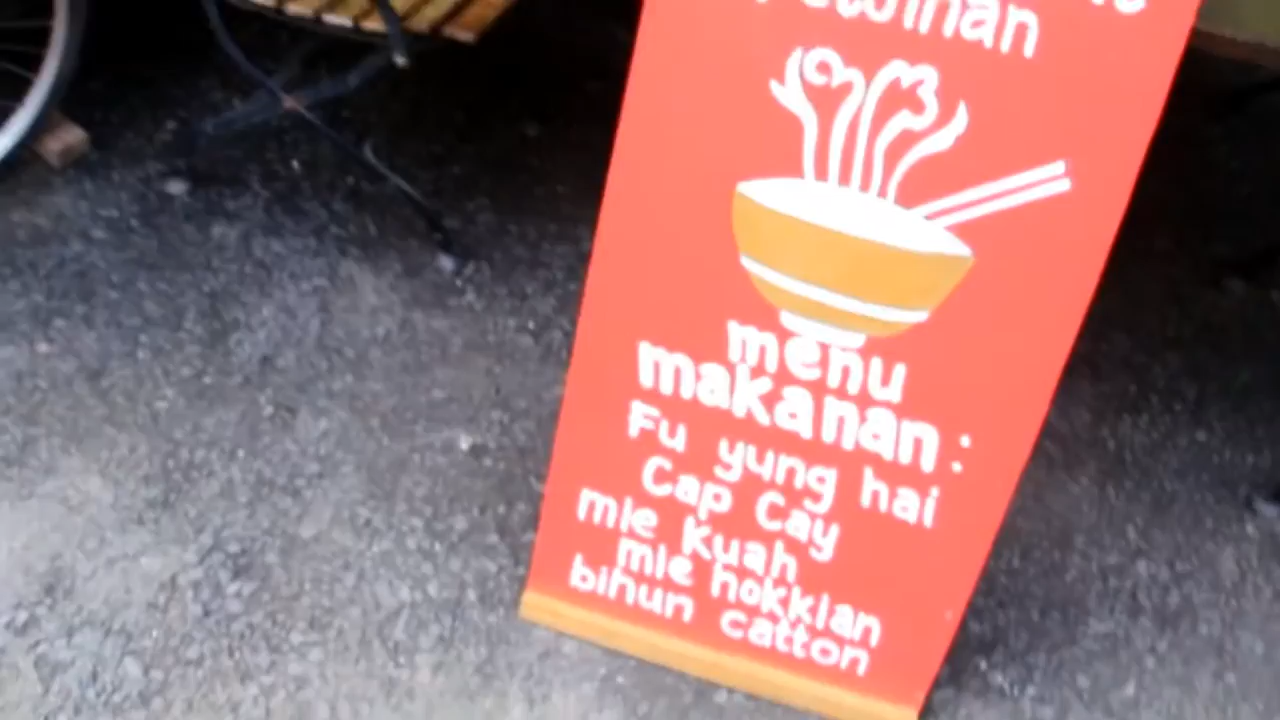 menu
makanan:
Fu yung hai
Cap Cay
mie Kuah
mie hokkian
bihun catton